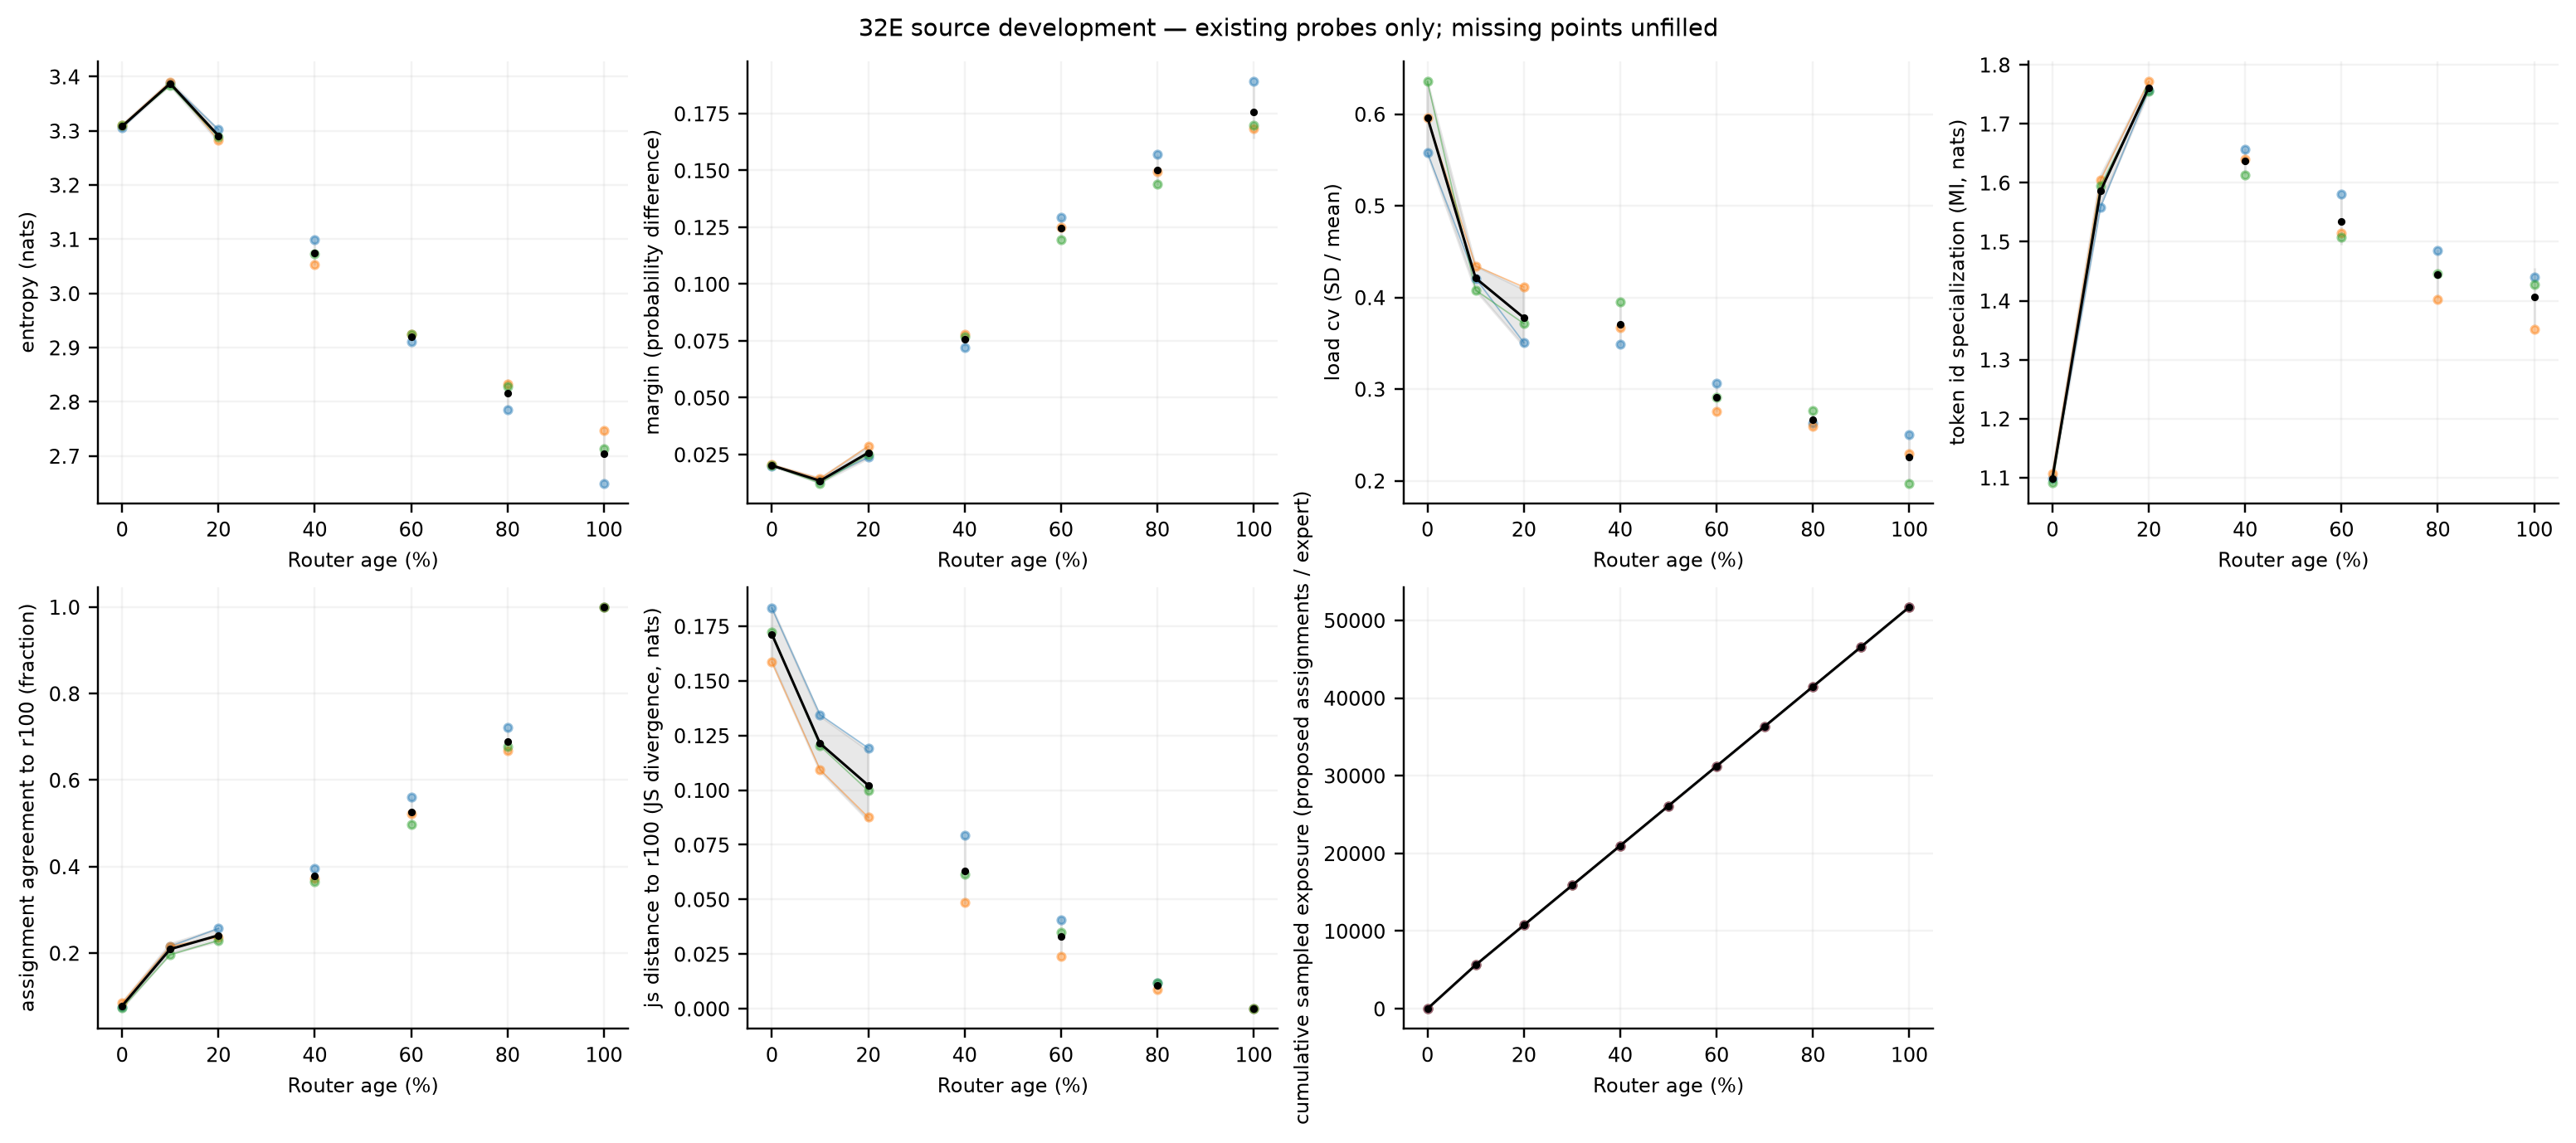 32E source development — existing probes only; missing points unfilled
entropy (nats)
3.4
3.3
3.2
3.1
3.0
2.9
2.8
2.7
0 20 40 60 80 100
Router age (%)
margin (probability difference)
0.175
0.150
0.125
0.100
0.075
0.050
0.025
0 20 40 60 80 100
Router age (%)
load cv (SD / mean)
0.6
0.5
0.4
0.3
0.2
0 20 40 60 80 100
Router age (%)
token id specialization (MI, nats)
1.8
1.7
1.6
1.5
1.4
1.3
1.2
1.1
0 20 40 60 80 100
Router age (%)
assignment agreement to r100 (fraction)
1.0
0.8
0.6
0.4
0.2
0 20 40 60 80 100
Router age (%)
js distance to r100 (JS divergence, nats)
0.175
0.150
0.125
0.100
0.075
0.050
0.025
0.000
0 20 40 60 80 100
Router age (%)
cumulative sampled exposure (proposed assignments / expert)
50000
40000
30000
20000
10000
0
0 20 40 60 80 100
Router age (%)